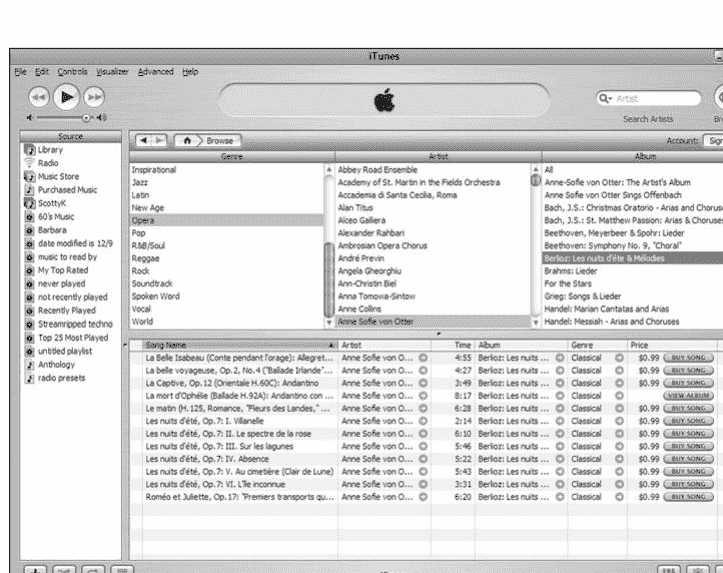 iTunes
File Edit Controls Visualizer Advanced Help
Artist
Search Artists
Source
Browse
Account:
Genre Artist Album
Library
Radio
Music Store
Purchased Music
ScottyK
60's Music
Barbara
date modified is 12/9
music to read by
My Top Rated
never played
not recently played
Recently Played
Streamripped techno
Top 25 Most Played
untitled playlist
Anthology
radio presets
Inspirational
Jazz
Latin
New Age
Opera
Pop
R&B/Soul
Reggae
Rock
Soundtrack
Spoken Word
Vocal
World
Abbey Road Ensemble
Academy of St. Martin in the Fields Orchestra
Accademia di Santa Cecilia, Roma
Alan Titus
Alceo Galliera
Alexander Rahbari
Ambrosian Opera Chorus
André Previn
Angela Gheorghiu
Ann-Christin Biel
Anna Tomowa-Sintow
Anne Collins
Anne Sofie von Otter
All
Anne-Sofie von Otter: The Artist's Album
Anne Sofie von Otter Sings Offenbach
Bach, J.S.: Christmas Oratorio - Arias and Choruse
Bach, J.S.: St. Matthew Passion: Arias & Choruses
Beethoven, Meyerbeer & Spohr: Lieder
Beethoven: Symphony No. 9, "Choral"
Berlioz: Les nuits d'éte & Mélodies
Brahms: Lieder
For the Stars
Grieg: Songs & Lieder
Handel: Marian Cantatas and Arias
Handel: Messiah - Arias and Choruses
Song Name Artist Time Album Genre Price
La Belle Isabeau (Conte pendant l'orage): Allegret... Anne Sofie von O... 4:55 Berlioz: Les nuits ... Classical $0.99 BUY SONG
La belle voyageuse, Op.2, No.4 ("Ballade Irlande"... Anne Sofie von O... 4:27 Berlioz: Les nuits ... Classical $0.99 BUY SONG
La Captive, Op.12 (Orientale H.60C): Andantino Anne Sofie von O... 3:49 Berlioz: Les nuits ... Classical $0.99 BUY SONG
La mort d'Ophélie (Ballade H.92A): Andantino con ... Anne Sofie von O... 8:17 Berlioz: Les nuits ... Classical VIEW ALBUM
Le matin (H.125, Romance, "Fleurs des Landes," ... Anne Sofie von O... 6:28 Berlioz: Les nuits ... Classical $0.99 BUY SONG
Les nuits d'été, Op.7: I. Villanelle Anne Sofie von O... 2:14 Berlioz: Les nuits ... Classical $0.99 BUY SONG
Les nuits d'été, Op.7: II. Le spectre de la rose Anne Sofie von O... 6:10 Berlioz: Les nuits ... Classical $0.99 BUY SONG
Les nuits d'été, Op.7: III. Sur les lagunes Anne Sofie von O... 5:46 Berlioz: Les nuits ... Classical $0.99 BUY SONG
Les nuits d'été, Op.7: IV. Absence Anne Sofie von O... 5:22 Berlioz: Les nuits ... Classical $0.99 BUY SONG
Les nuits d'été, Op.7: V. Au cimetière (Clair de Lune) Anne Sofie von O... 5:43 Berlioz: Les nuits ... Classical $0.99 BUY SONG
Les nuits d'été, Op.7: VI. L'île inconnue Anne Sofie von O... 3:31 Berlioz: Les nuits ... Classical $0.99 BUY SONG
Roméo et Juliette, Op.17: "Premiers transports qu... Anne Sofie von O... 6:20 Berlioz: Les nuits ... Classical $0.99 BUY SONG